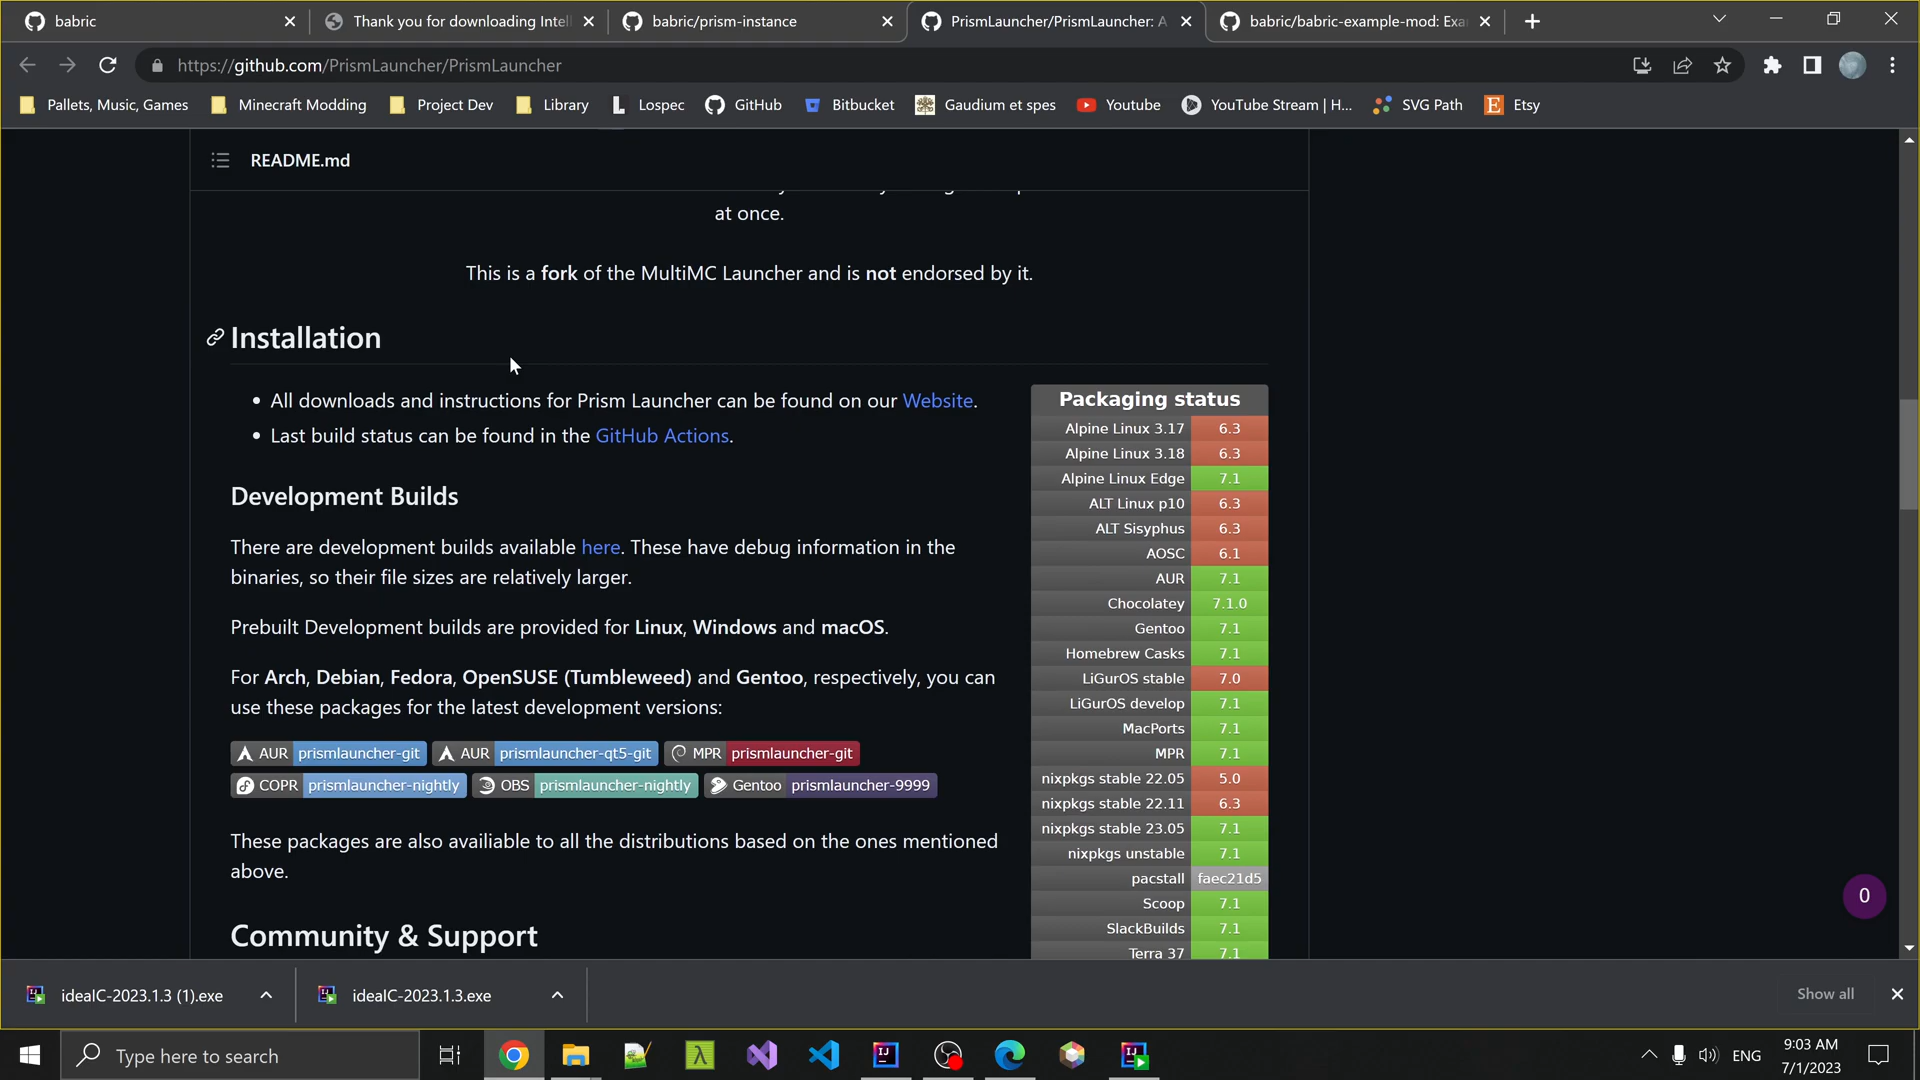 babric
Thank you for downloading Intell
babric/prism-instance
PrismLauncher/PrismLauncher: A
babric/babric-example-mod: Exa
https://github.com/PrismLauncher/PrismLauncher
Pallets, Music, Games
Minecraft Modding
Project Dev
Library
Lospec
GitHub
Bitbucket
Gaudium et spes
Youtube
YouTube Stream | H...
SVG Path
Etsy
README.md
at once.
This is a fork of the MultiMC Launcher and is not endorsed by it.
Installation
All downloads and instructions for Prism Launcher can be found on our Website.
Last build status can be found in the GitHub Actions.
Development Builds
There are development builds available here. These have debug information in the
binaries, so their file sizes are relatively larger.
Prebuilt Development builds are provided for Linux, Windows and macOS.
For Arch, Debian, Fedora, OpenSUSE (Tumbleweed) and Gentoo, respectively, you can
use these packages for the latest development versions:
AUR prismlauncher-git AUR prismlauncher-qt5-git MPR prismlauncher-git
COPR prismlauncher-nightly OBS prismlauncher-nightly Gentoo prismlauncher-9999
These packages are also availiable to all the distributions based on the ones mentioned
above.
Community & Support
Packaging status
Alpine Linux 3.17 6.3
Alpine Linux 3.18 6.3
Alpine Linux Edge 7.1
ALT Linux p10 6.3
ALT Sisyphus 6.3
AOSC 6.1
AUR 7.1
Chocolatey 7.1.0
Gentoo 7.1
Homebrew Casks 7.1
LiGurOS stable 7.0
LiGurOS develop 7.1
MacPorts 7.1
MPR 7.1
nixpkgs stable 22.05 5.0
nixpkgs stable 22.11 6.3
nixpkgs stable 23.05 7.1
nixpkgs unstable 7.1
pacstall faec21d5
Scoop 7.1
SlackBuilds 7.1
Terra 37 7.1
0
ideaIC-2023.1.3 (1).exe
ideaIC-2023.1.3.exe
Show all
Type here to search
ENG
9:03 AM
7/1/2023